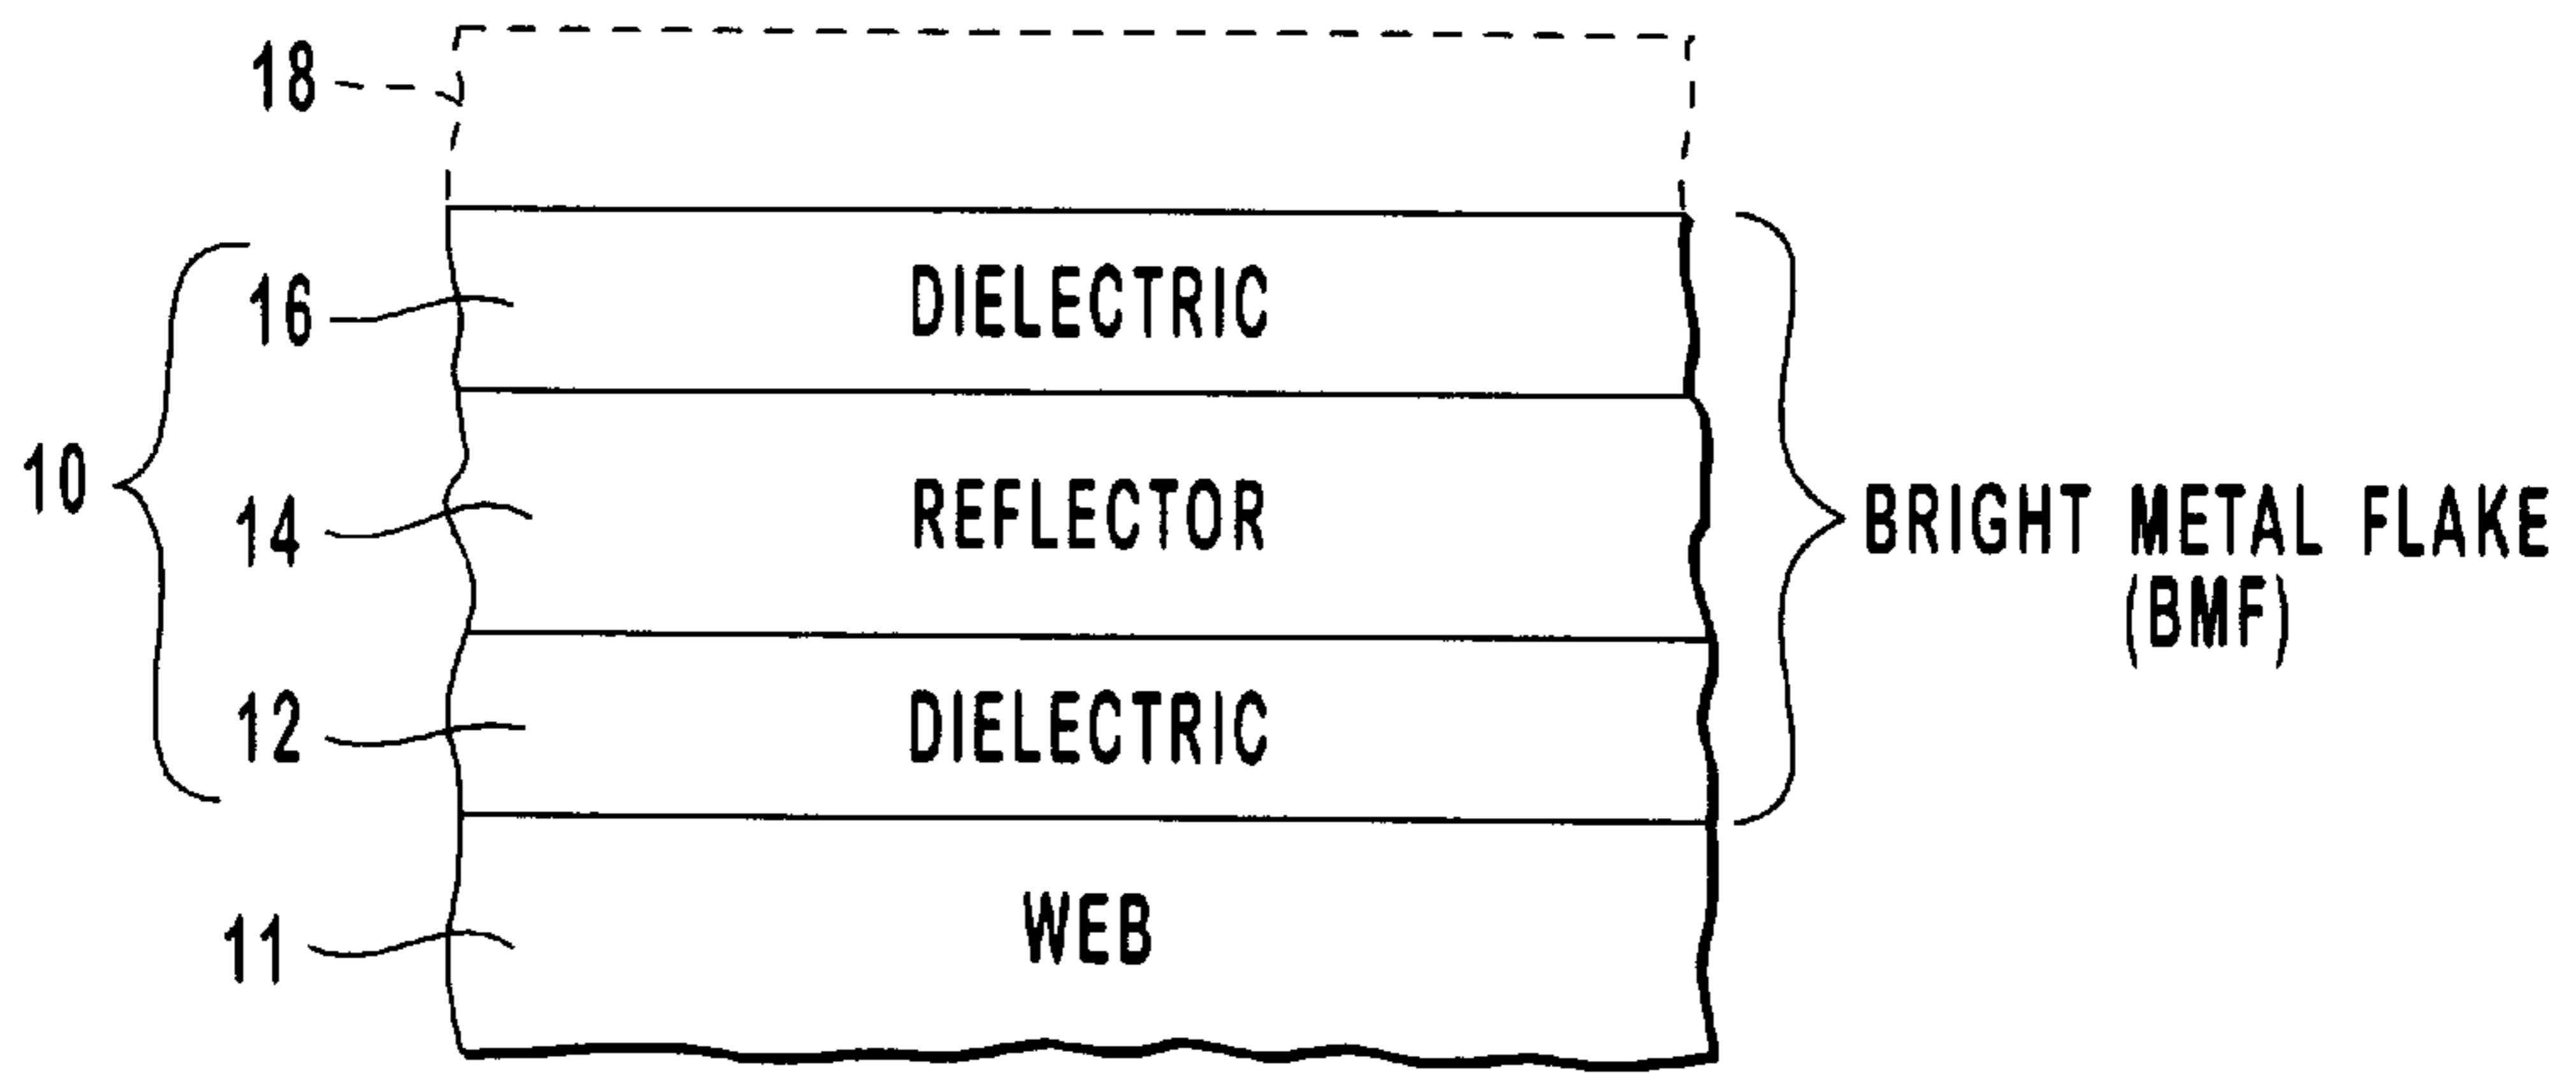 18
16 DIELECTRIC
10
14 REFLECTOR
BRIGHT METAL FLAKE
(BMF)
12 DIELECTRIC
11 WEB